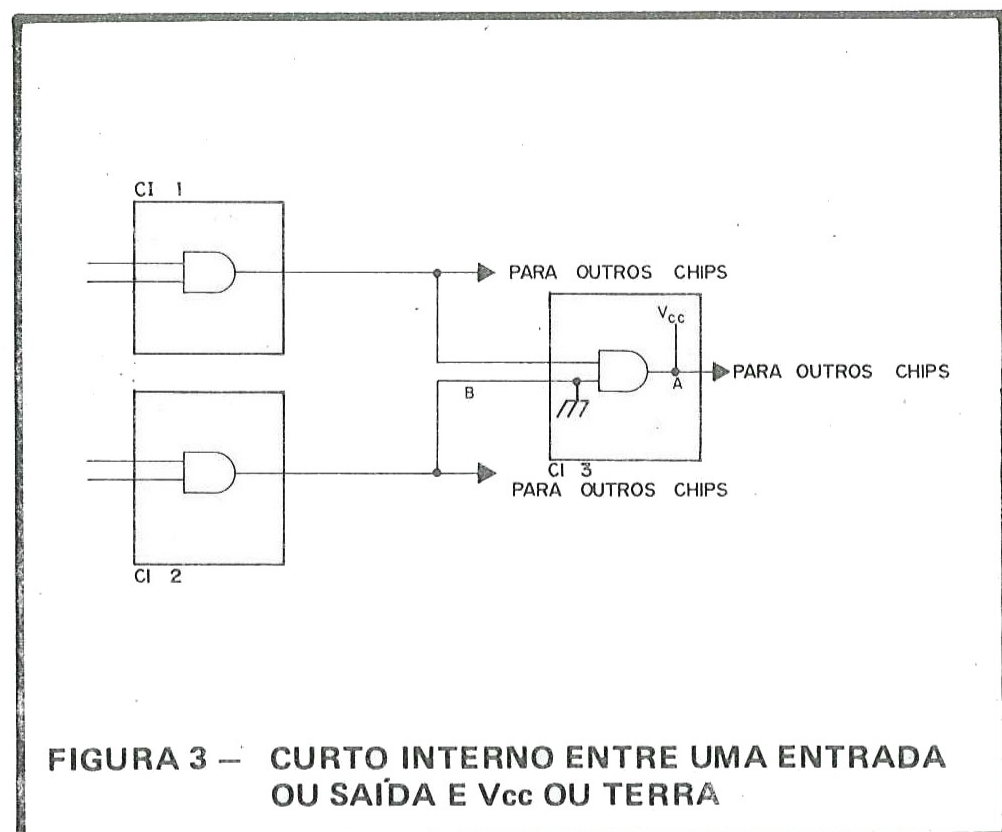 CI 1
PARA OUTROS CHIPS
Vcc
A
PARA OUTROS CHIPS
B
CI 3
PARA OUTROS CHIPS
CI 2
FIGURA 3 — CURTO INTERNO ENTRE UMA ENTRADA
OU SAÍDA E Vcc OU TERRA